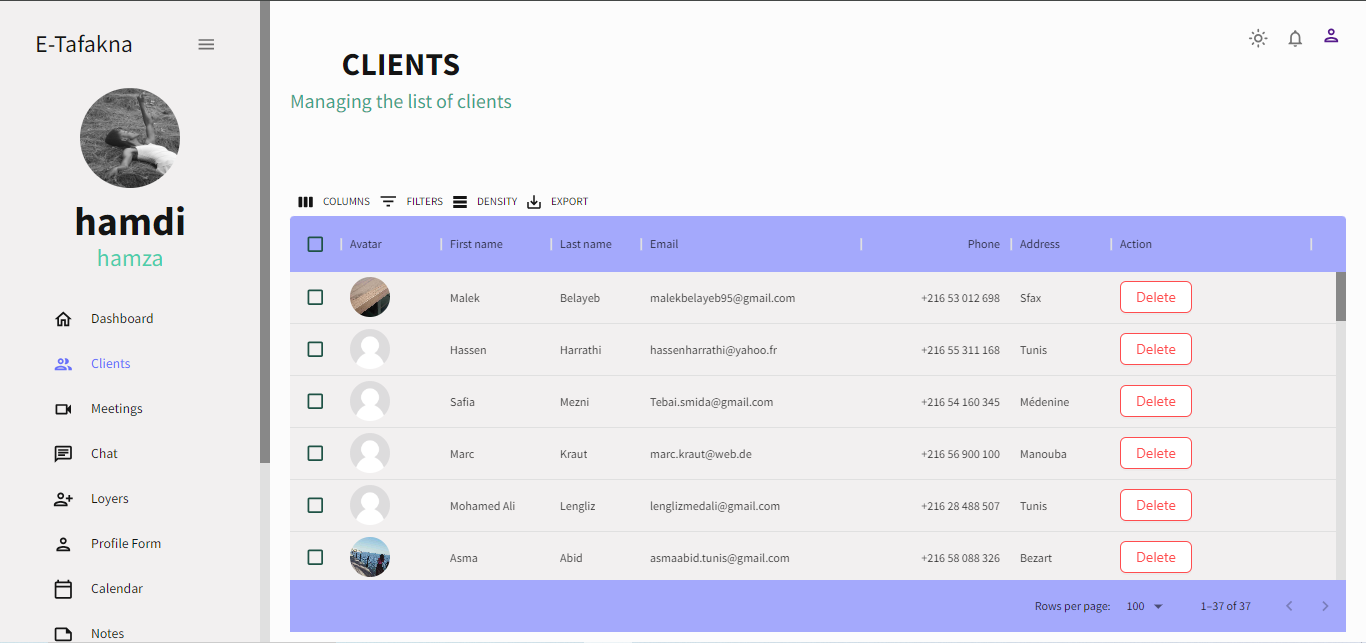 E-Tafakna
hamdi
hamza
Dashboard
Clients
Meetings
Chat
Loyers
Profile Form
Calendar
Notes
CLIENTS
Managing the list of clients
COLUMNS FILTERS DENSITY EXPORT
Avatar First name Last name Email Phone Address Action
Malek Belayeb malekbelayeb95@gmail.com +216 53 012 698 Sfax Delete
Hassen Harrathi hassenharrathi@yahoo.fr +216 55 311 168 Tunis Delete
Safia Mezni Tebai.smida@gmail.com +216 54 160 345 Médenine Delete
Marc Kraut marc.kraut@web.de +216 56 900 100 Manouba Delete
Mohamed Ali Lengliz lenglizmedali@gmail.com +216 28 488 507 Tunis Delete
Asma Abid asmaabid.tunis@gmail.com +216 58 088 326 Bezart Delete
Rows per page: 100 1–37 of 37